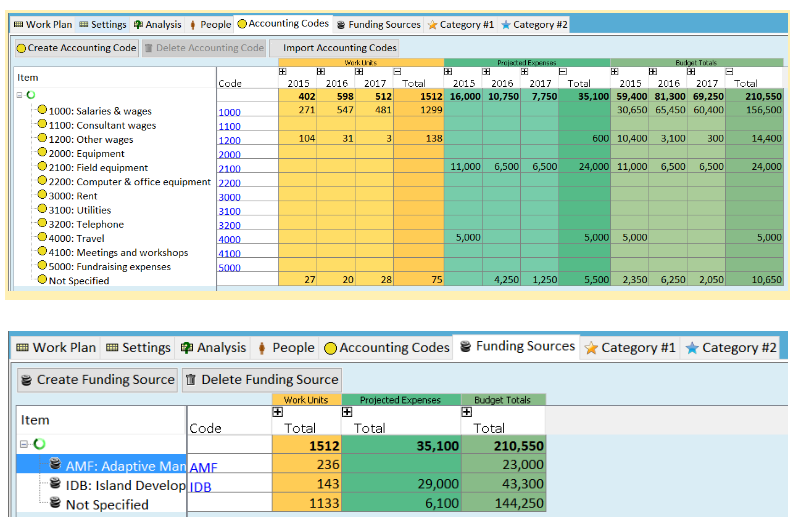 Work Plan Settings Analysis People Accounting Codes Funding Sources Category #1 Category #2
Create Accounting Code Delete Accounting Code Import Accounting Codes
Work Units Projected Expenses Budget Totals
Item Code 2015 2016 2017 Total 2015 2016 2017 Total 2015 2016 2017 Total
402 598 512 1512 16,000 10,750 7,750 35,100 59,400 81,300 69,250 210,550
1000: Salaries & wages 1000 271 547 481 1299 30,650 65,450 60,400 156,500
1100: Consultant wages 1100
1200: Other wages 1200 104 31 3 138 600 10,400 3,100 300 14,400
2000: Equipment 2000
2100: Field equipment 2100 11,000 6,500 6,500 24,000 11,000 6,500 6,500 24,000
2200: Computer & office equipment 2200
3000: Rent 3000
3100: Utilities 3100
3200: Telephone 3200
4000: Travel 4000 5,000 5,000 5,000 5,000
4100: Meetings and workshops 4100
5000: Fundraising expenses 5000
Not Specified 27 20 28 75 4,250 1,250 5,500 2,350 6,250 2,050 10,650
Work Plan Settings Analysis People Accounting Codes Funding Sources Category #1 Category #2
Create Funding Source Delete Funding Source
Work Units Projected Expenses Budget Totals
Item Code Total Total Total
1512 35,100 210,550
AMF: Adaptive Man AMF 236 23,000
IDB: Island Develop IDB 143 29,000 43,300
Not Specified 1133 6,100 144,250